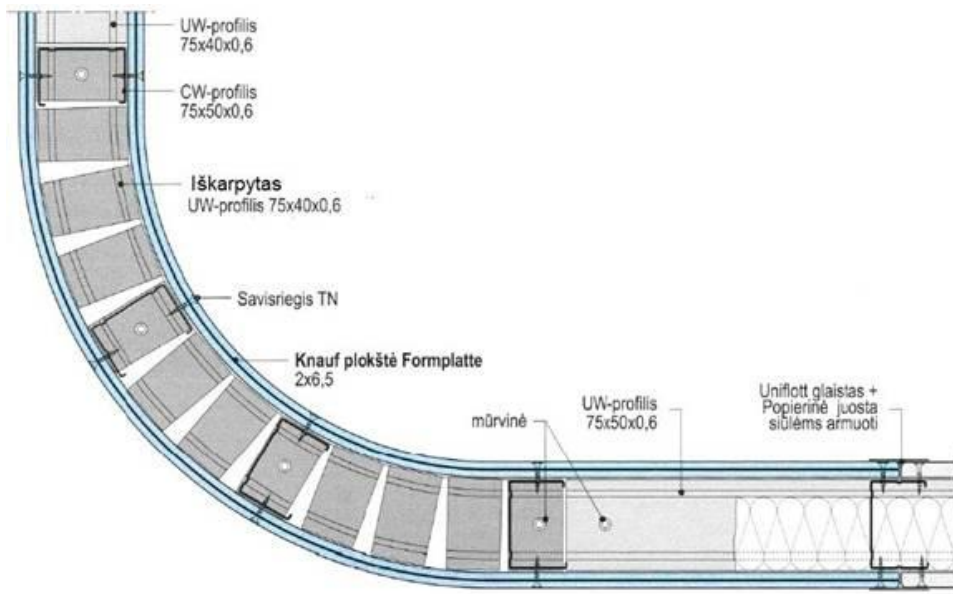 UW-profilis
75x40x0,6
CW-profilis
75x50x0,6
Iškarpytas
UW-profilis 75x40x0,6
Savisriegis TN
Knauf plokštė Formplatte
2x6,5
mūrvinė
UW-profilis
75x50x0,6
Uniflott glaistas +
Popierinė juosta
siūlėms armuoti